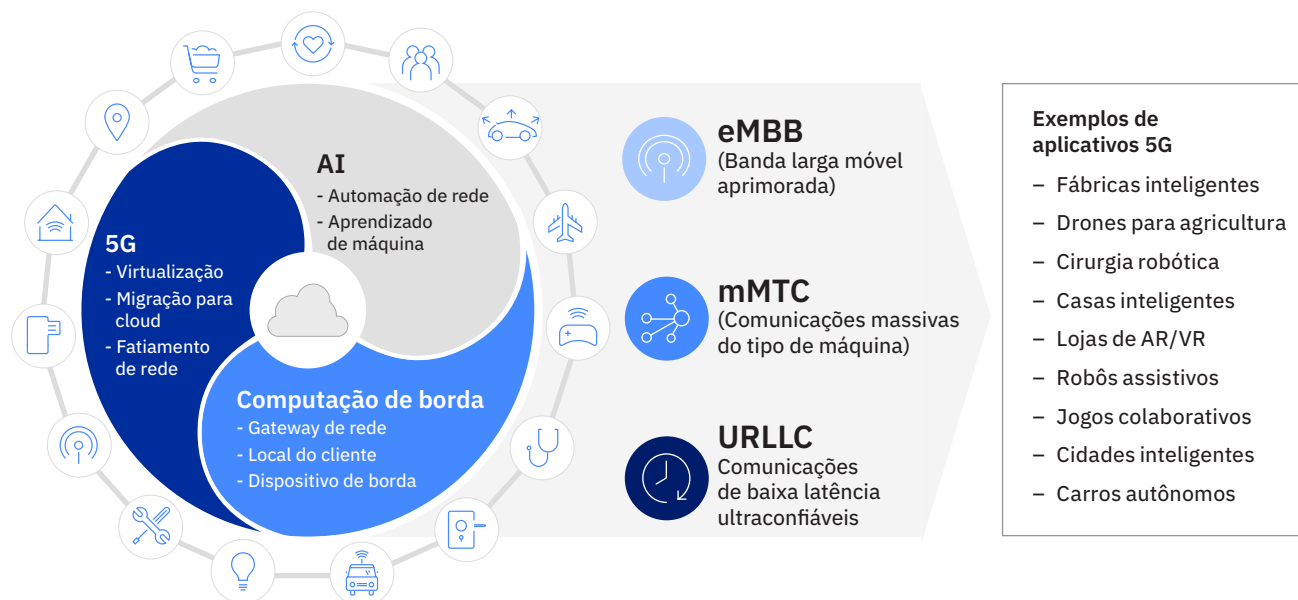 AI
- Automação de rede
- Aprendizado
de máquina
5G
- Virtualização
- Migração para
cloud
- Fatiamento
de rede
Computação de borda
- Gateway de rede
- Local do cliente
- Dispositivo de borda
eMBB
(Banda larga móvel
aprimorada)
mMTC
(Comunicações massivas
do tipo de máquina)
URLLC
Comunicações
de baixa latência
ultraconfiáveis
Exemplos de
aplicativos 5G
– Fábricas inteligentes
– Drones para agricultura
– Cirurgia robótica
– Casas inteligentes
– Lojas de AR/VR
– Robôs assistivos
– Jogos colaborativos
– Cidades inteligentes
– Carros autônomos